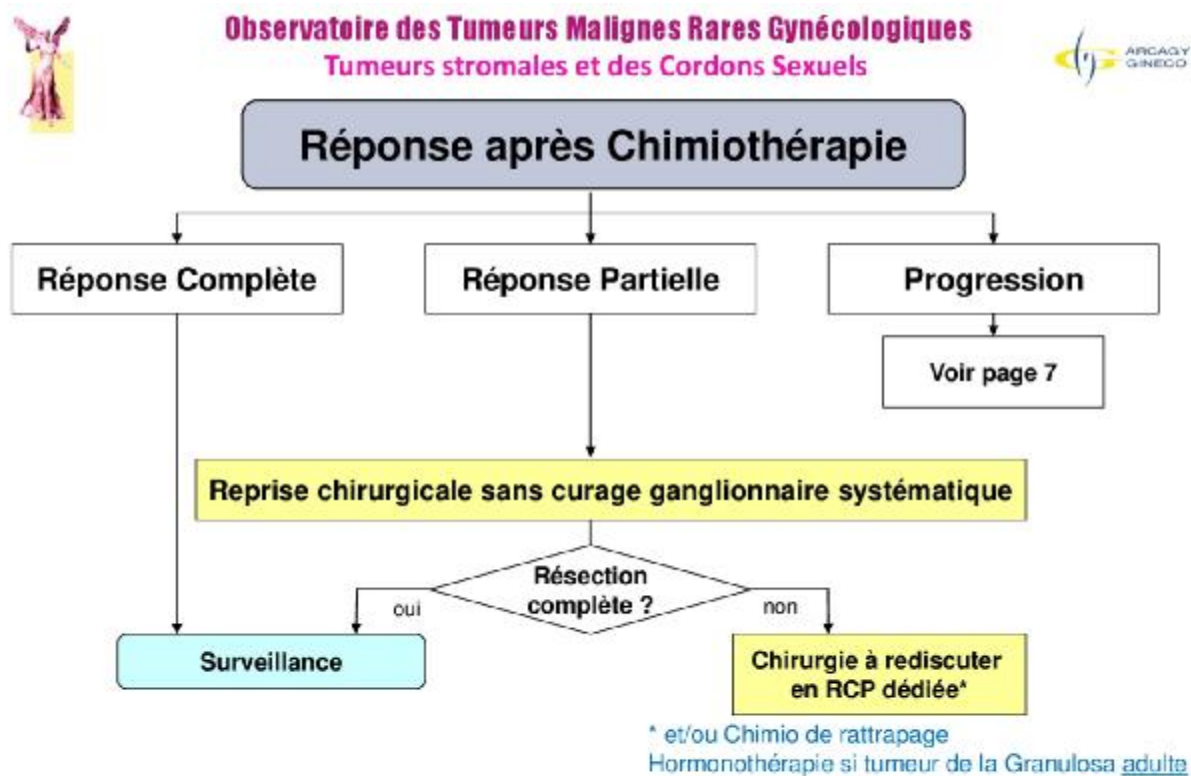 Observatoire des Tumeurs Malignes Rares Gynécologiques
Tumeurs stromales et des Cordons Sexuels
ARCAGY
GINECO
Réponse après Chimiothérapie
Réponse Complète
Réponse Partielle
Progression
Voir page 7
Reprise chirurgicale sans curage ganglionnaire systématique
Résection
complète ?
oui
non
Surveillance
Chirurgie à rediscuter
en RCP dédiée*
* et/ou Chimio de rattrapage
Hormonothérapie si tumeur de la Granulosa adulte